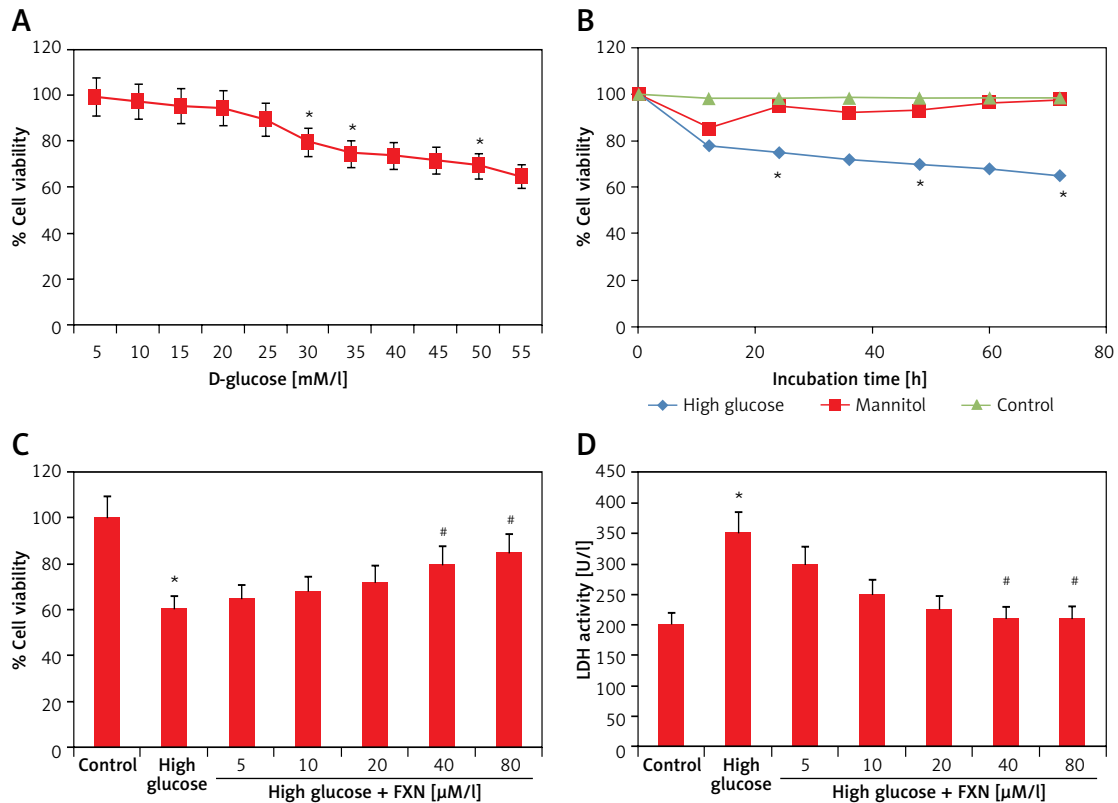 A
120
100
80
60
40
20
0
% Cell viability
* * *
5 10 15 20 25 30 35 40 45 50 55
D-glucose [mM/l]
B
120
100
80
60
40
20
0
% Cell viability
* * *
0 20 40 60 80
Incubation time [h]
High glucose Mannitol Control
C
120
100
80
60
40
20
0
% Cell viability
* # #
Control High 5 10 20 40 80
glucose High glucose + FXN [µM/l]
D
450
400
350
300
250
200
150
100
50
0
LDH activity [U/l]
* # #
Control High 5 10 20 40 80
glucose High glucose + FXN [µM/l]